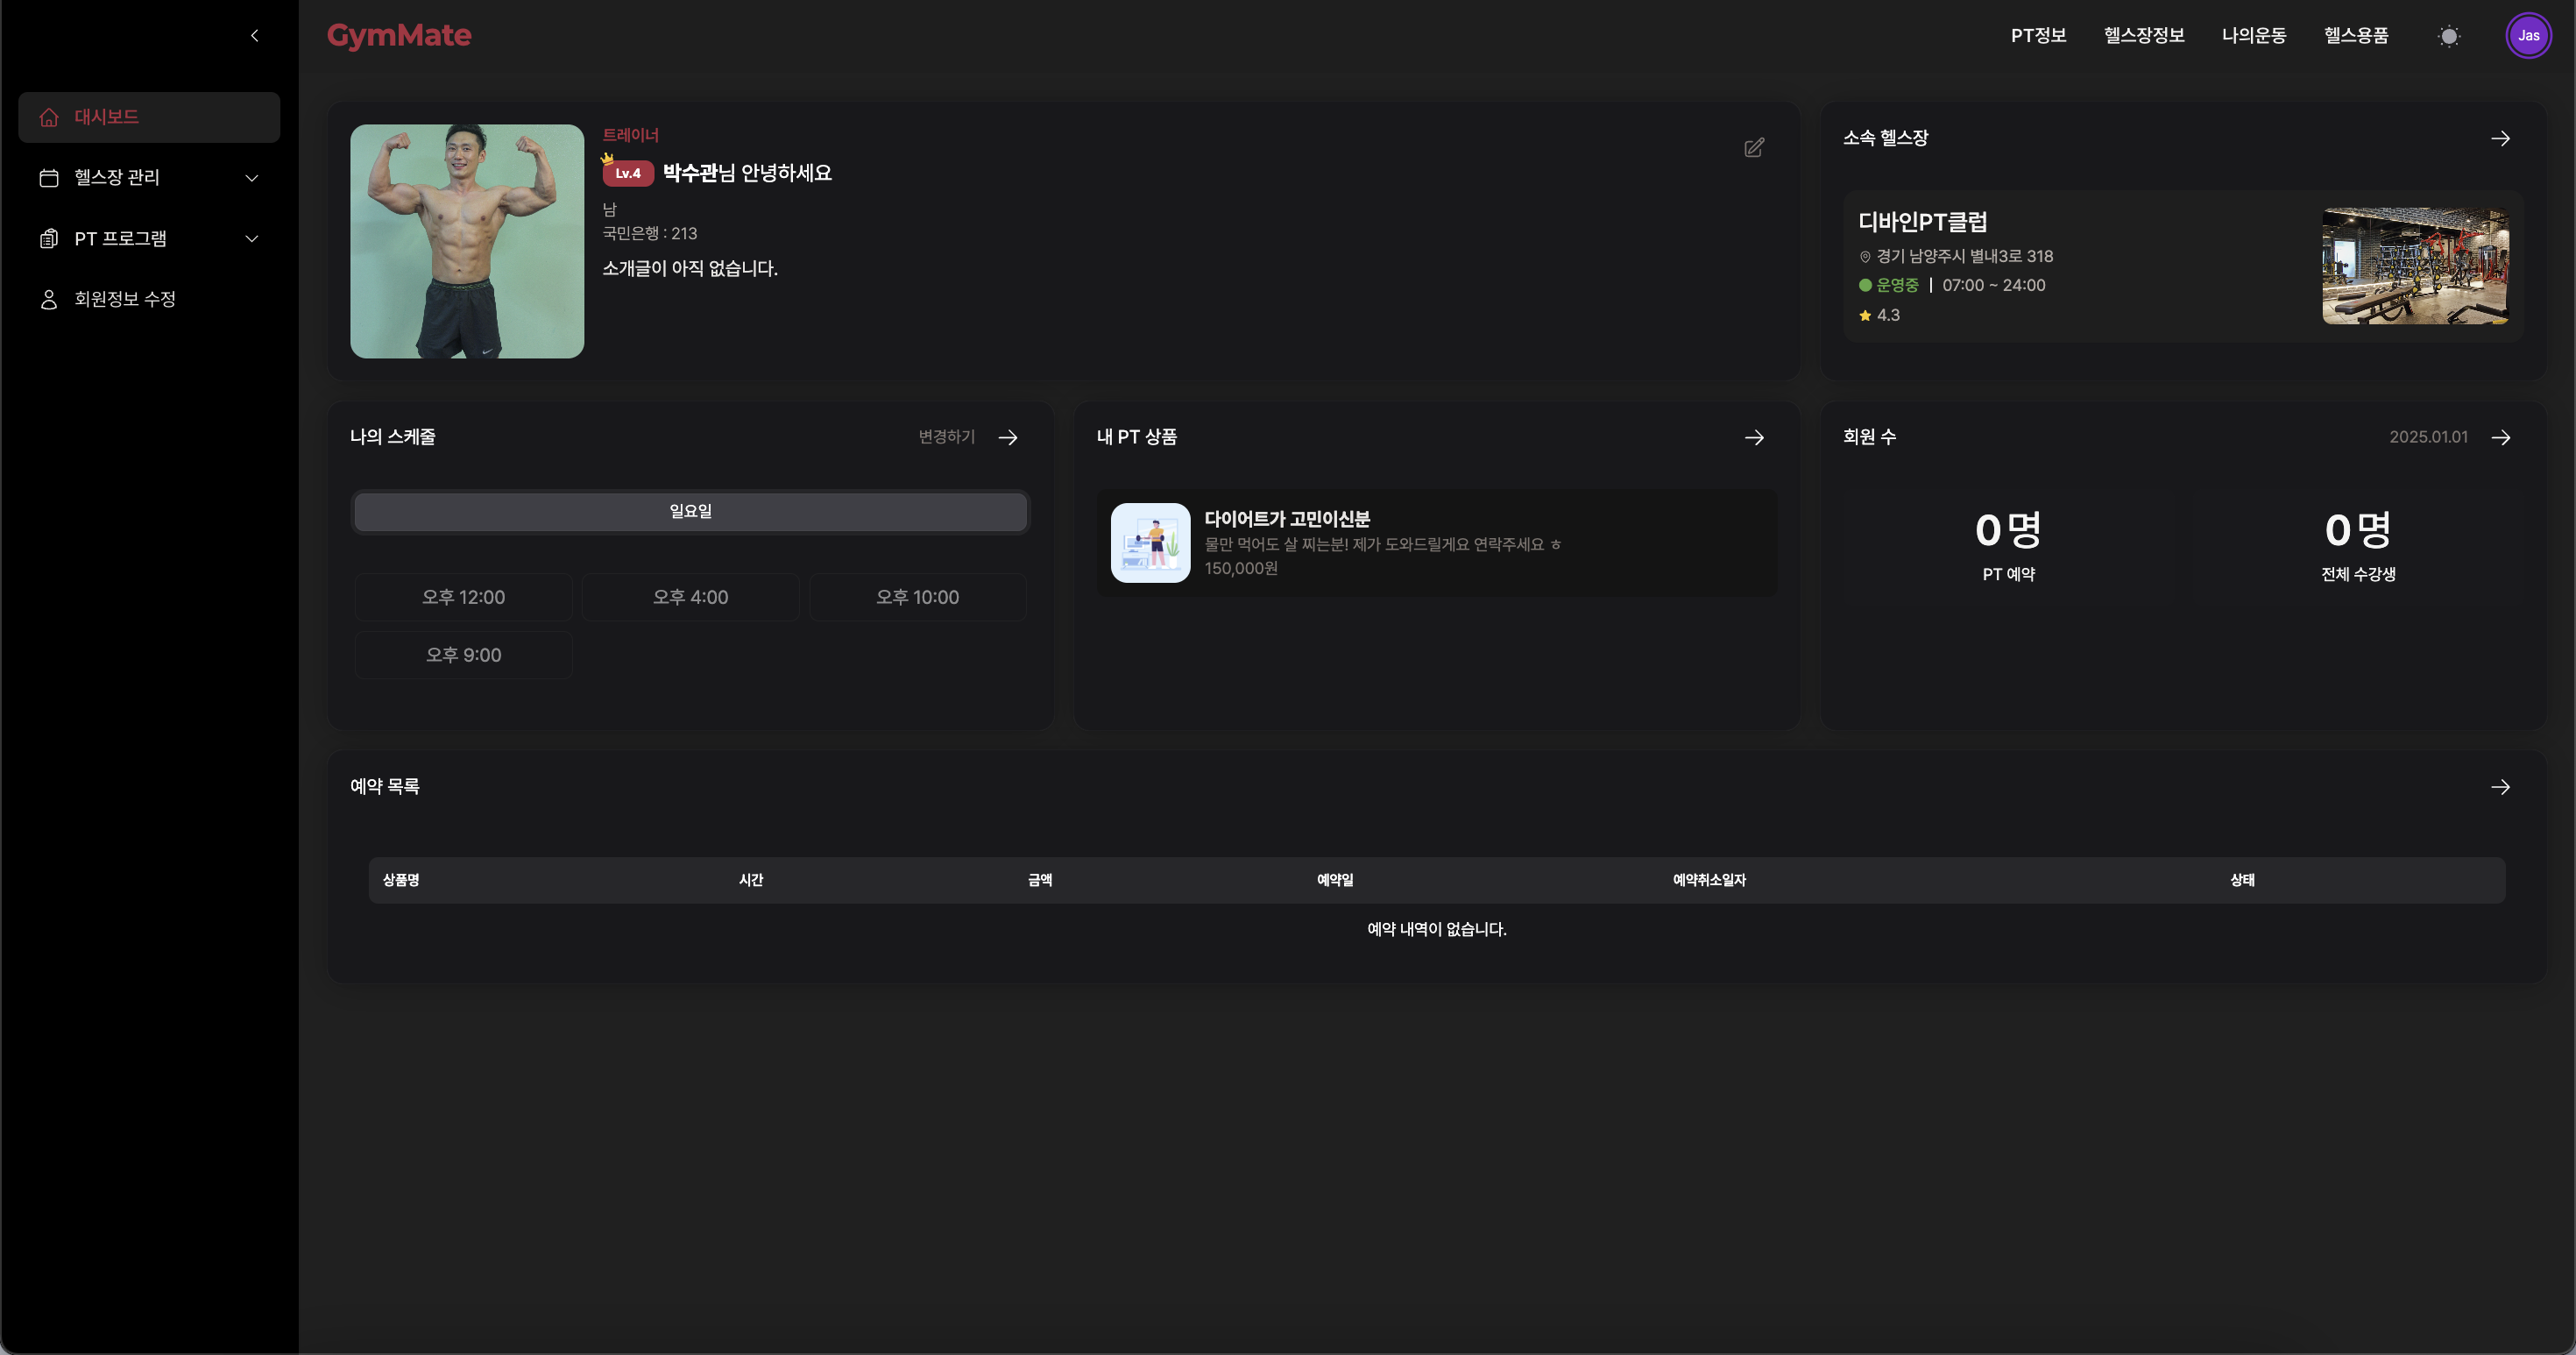 GymMate
PT정보
헬스장정보
나의운동
헬스용품
Jas
대시보드
헬스장 관리
PT 프로그램
회원정보 수정
트레이너
Lv.4 박수관님 안녕하세요
남
국민은행 : 213
소개글이 아직 없습니다.
소속 헬스장
디바인PT클럽
경기 남양주시 별내3로 318
운영중 | 07:00 ~ 24:00
4.3
나의 스케줄
변경하기
일요일
오후 12:00
오후 4:00
오후 10:00
오후 9:00
내 PT 상품
다이어트가 고민이신분
물만 먹어도 살 찌는분! 제가 도와드릴게요 연락주세요 ㅎ
150,000원
회원 수
2025.01.01
0명
PT 예약
0명
전체 수강생
예약 목록
상품명
시간
금액
예약일
예약취소일자
상태
예약 내역이 없습니다.